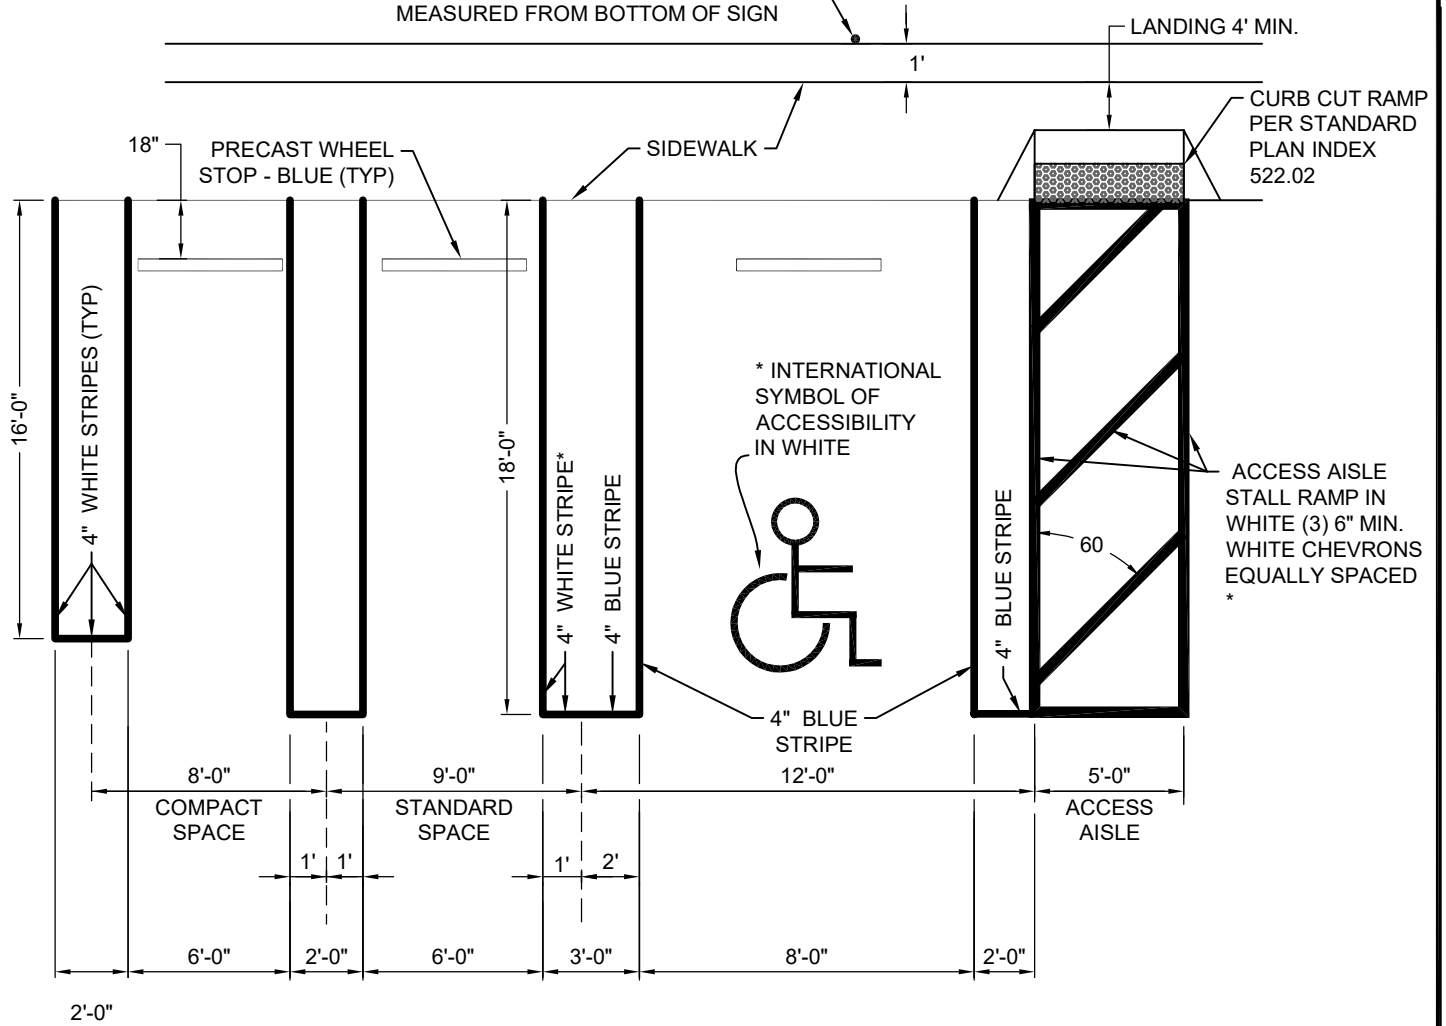 MEASURED FROM BOTTOM OF SIGN
LANDING 4' MIN.
1'
CURB CUT RAMP
PER STANDARD
PLAN INDEX
522.02
18"
PRECAST WHEEL
STOP - BLUE (TYP)
SIDEWALK
16'-0"
4" WHITE STRIPES (TYP)
18'-0"
4" WHITE STRIPE*
4" BLUE STRIPE
* INTERNATIONAL
SYMBOL OF
ACCESSIBILITY
IN WHITE
4" BLUE STRIPE
60
ACCESS AISLE
STALL RAMP IN
WHITE (3) 6" MIN.
WHITE CHEVRONS
EQUALLY SPACED
*
4" BLUE
STRIPE
8'-0"
COMPACT
SPACE
9'-0"
STANDARD
SPACE
12'-0"
5'-0"
ACCESS
AISLE
1' 1'
1' 2'
6'-0" 2'-0" 6'-0" 3'-0" 8'-0" 2'-0"
2'-0"